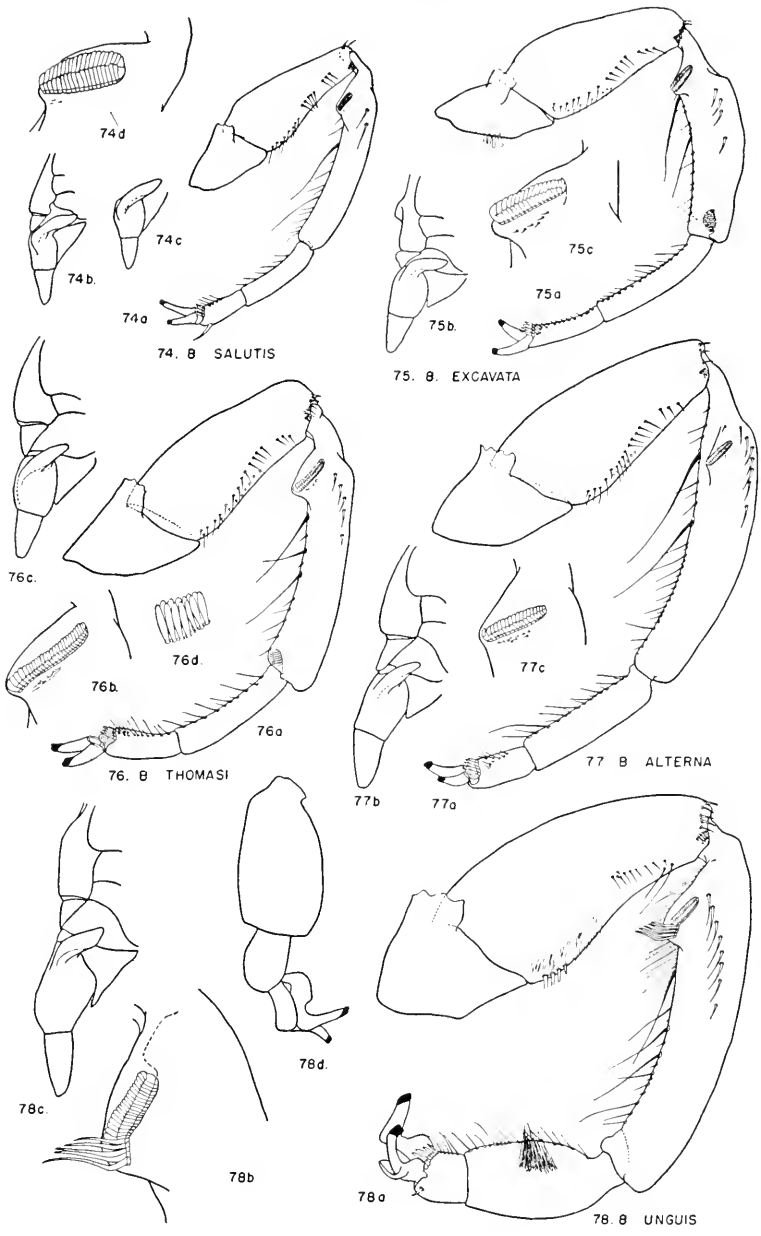 74d
74b.
74c
74a
74. B SALUTIS
75c
75a
75b.
75. B. EXCAVATA
76c.
76b.
76d.
76a
76. B THOMASI
77c
77b
77a
77 B ALTERNA
78c.
78d.
78b
78a
78. B UNGUIS